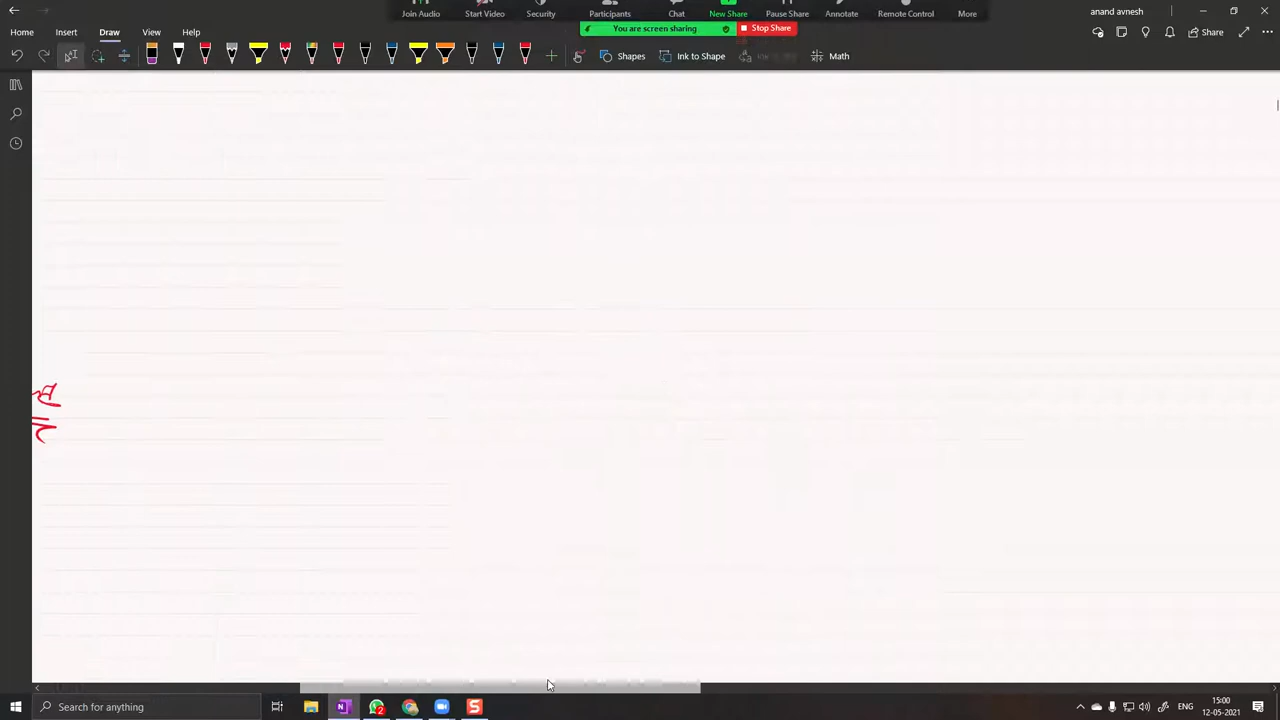 Join Audio Start Video Security Participants Chat New Share Pause Share Annotate Remote Control More anand avnesh
You are screen sharing Stop Share
Home Insert Draw View Help Share
Shapes Ink to Shape Math
Search for anything
2
15:00
ENG
12-05-2021